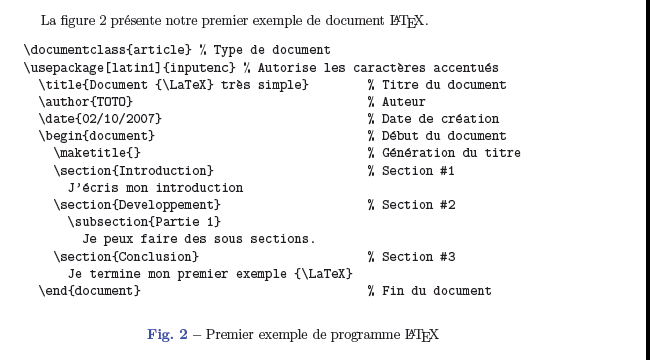 La figure 2 présente notre premier exemple de document LATEX.
\documentclass{article} % Type de document
\usepackage[latin1]{inputenc} % Autorise les caractères accentués
\title{Document {\LaTeX} très simple} % Titre du document
\author{TOTO} % Auteur
\date{02/10/2007} % Date de création
\begin{document} % Début du document
\maketitle{} % Génération du titre
\section{Introduction} % Section #1
J'écris mon introduction
\section{Developpement} % Section #2
\subsection{Partie 1}
Je peux faire des sous sections.
\section{Conclusion} % Section #3
Je termine mon premier exemple {\LaTeX}
\end{document} % Fin du document
Fig. 2 – Premier exemple de programme LATEX